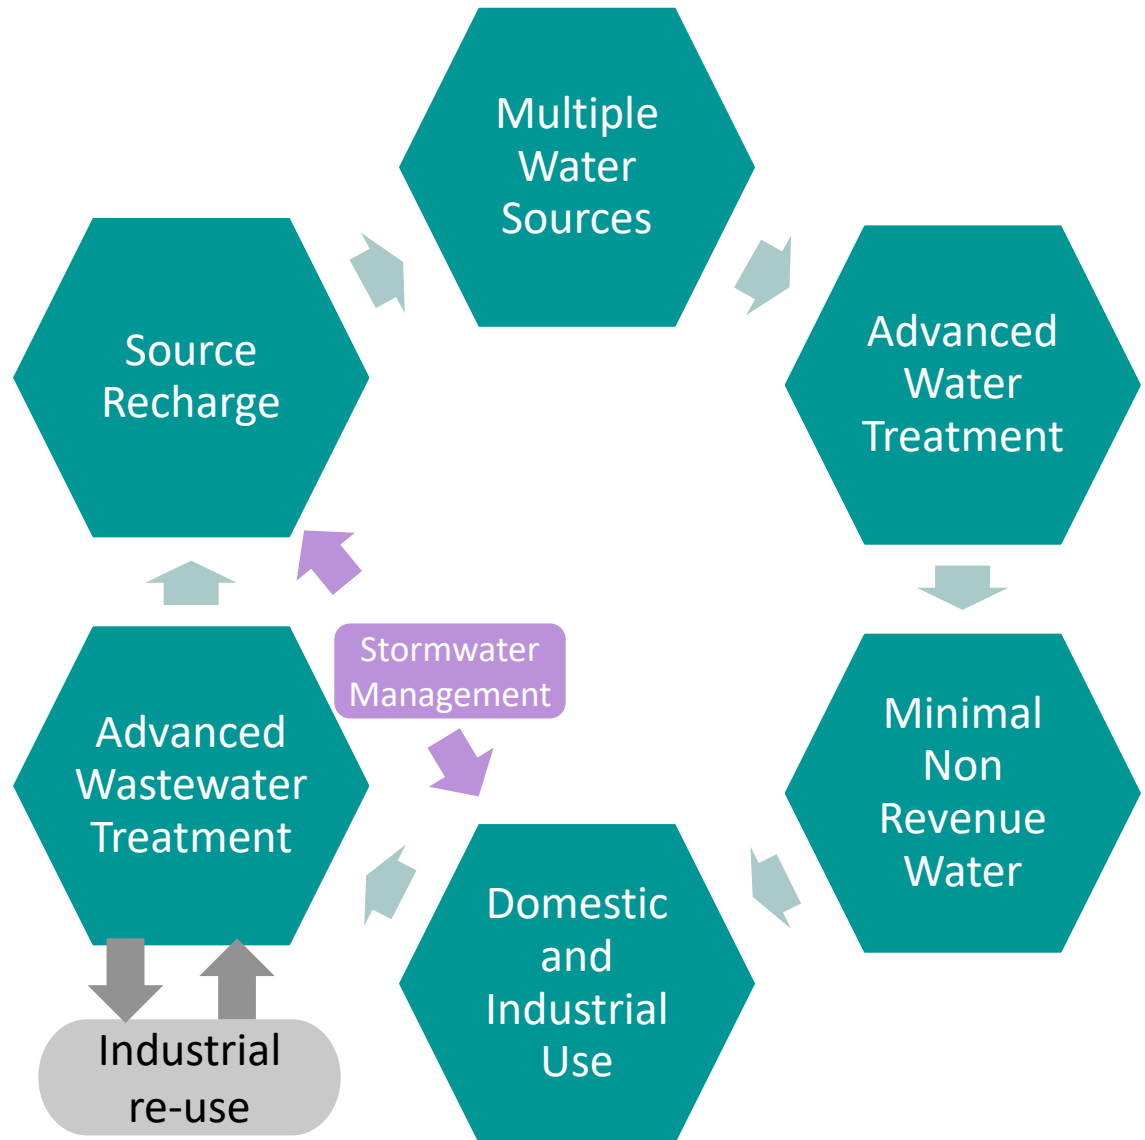 Multiple
Water
Sources
Advanced
Water
Treatment
Minimal
Non
Revenue
Water
Domestic
and
Industrial
Use
Advanced
Wastewater
Treatment
Industrial
re-use
Source
Recharge
Stormwater
Management